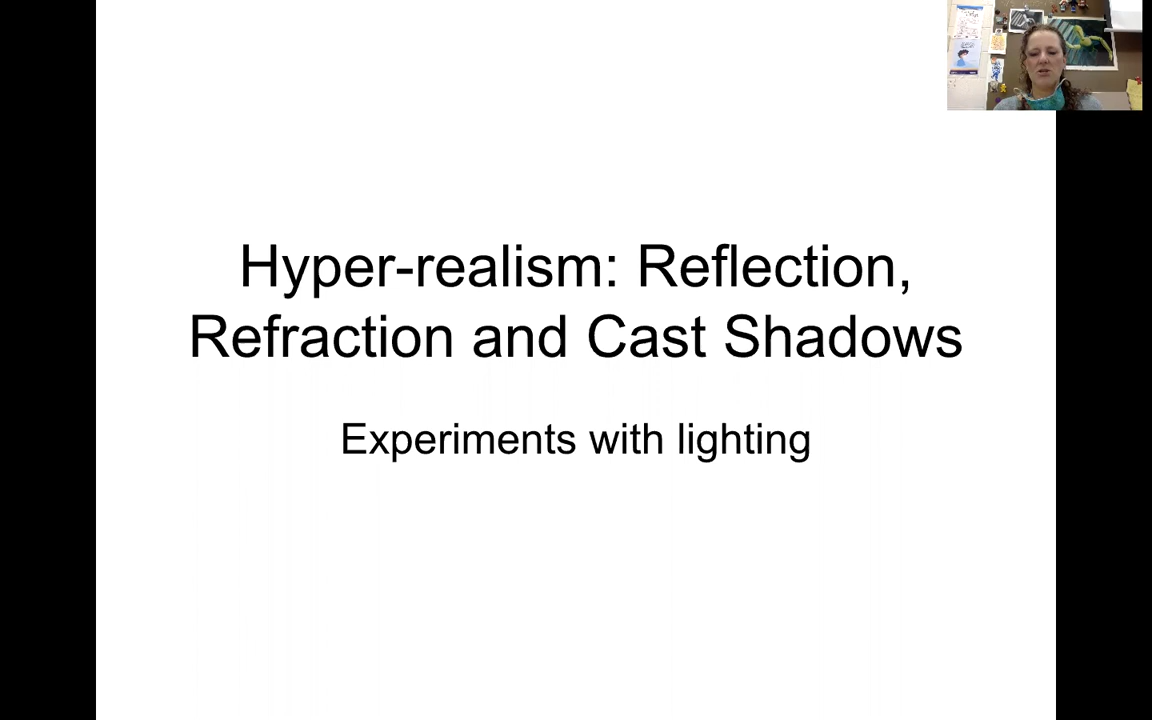 Hyper-realism: Reflection,
Refraction and Cast Shadows
Experiments with lighting